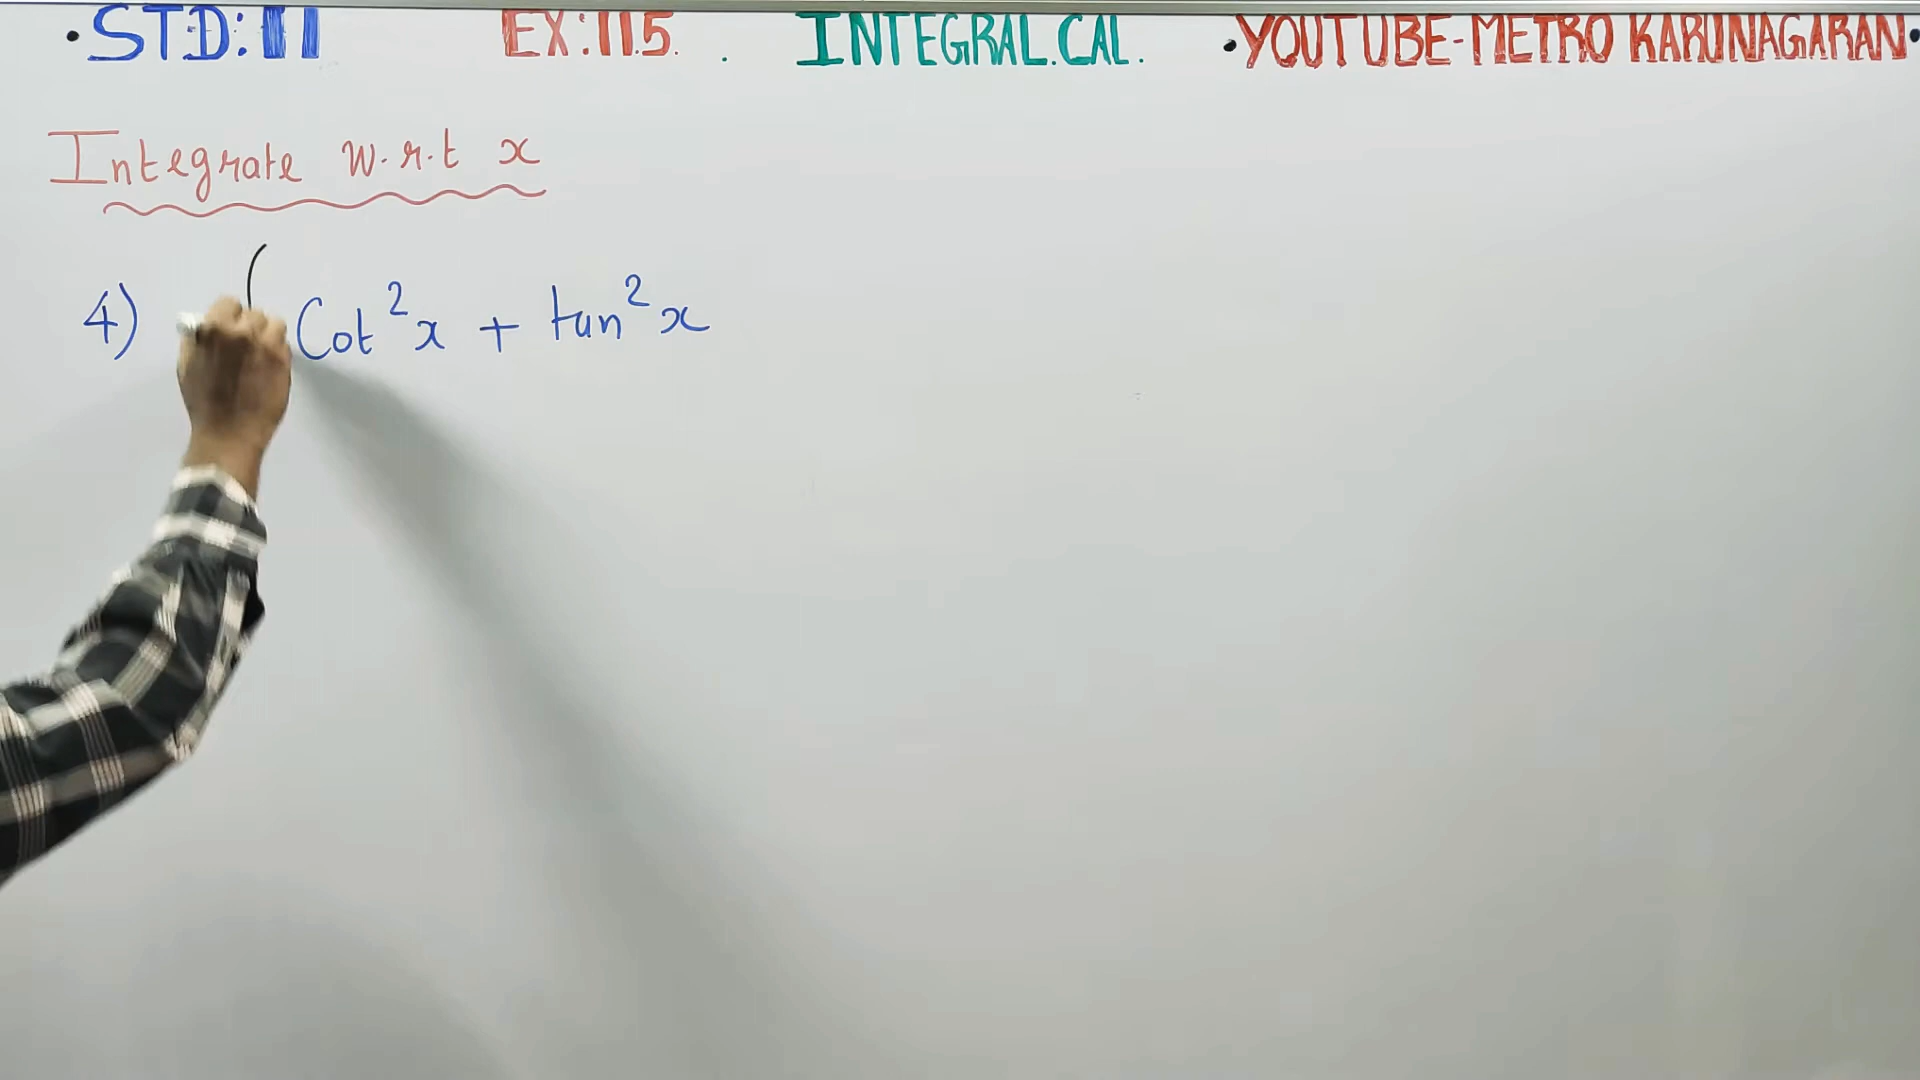 •STD:11 EX:11.5. . INTEGRAL.CAL. •YOUTUBE-METRO KARUNAGARAN•
Integrate w.r.t x
4) ( Cot²x + tan²x